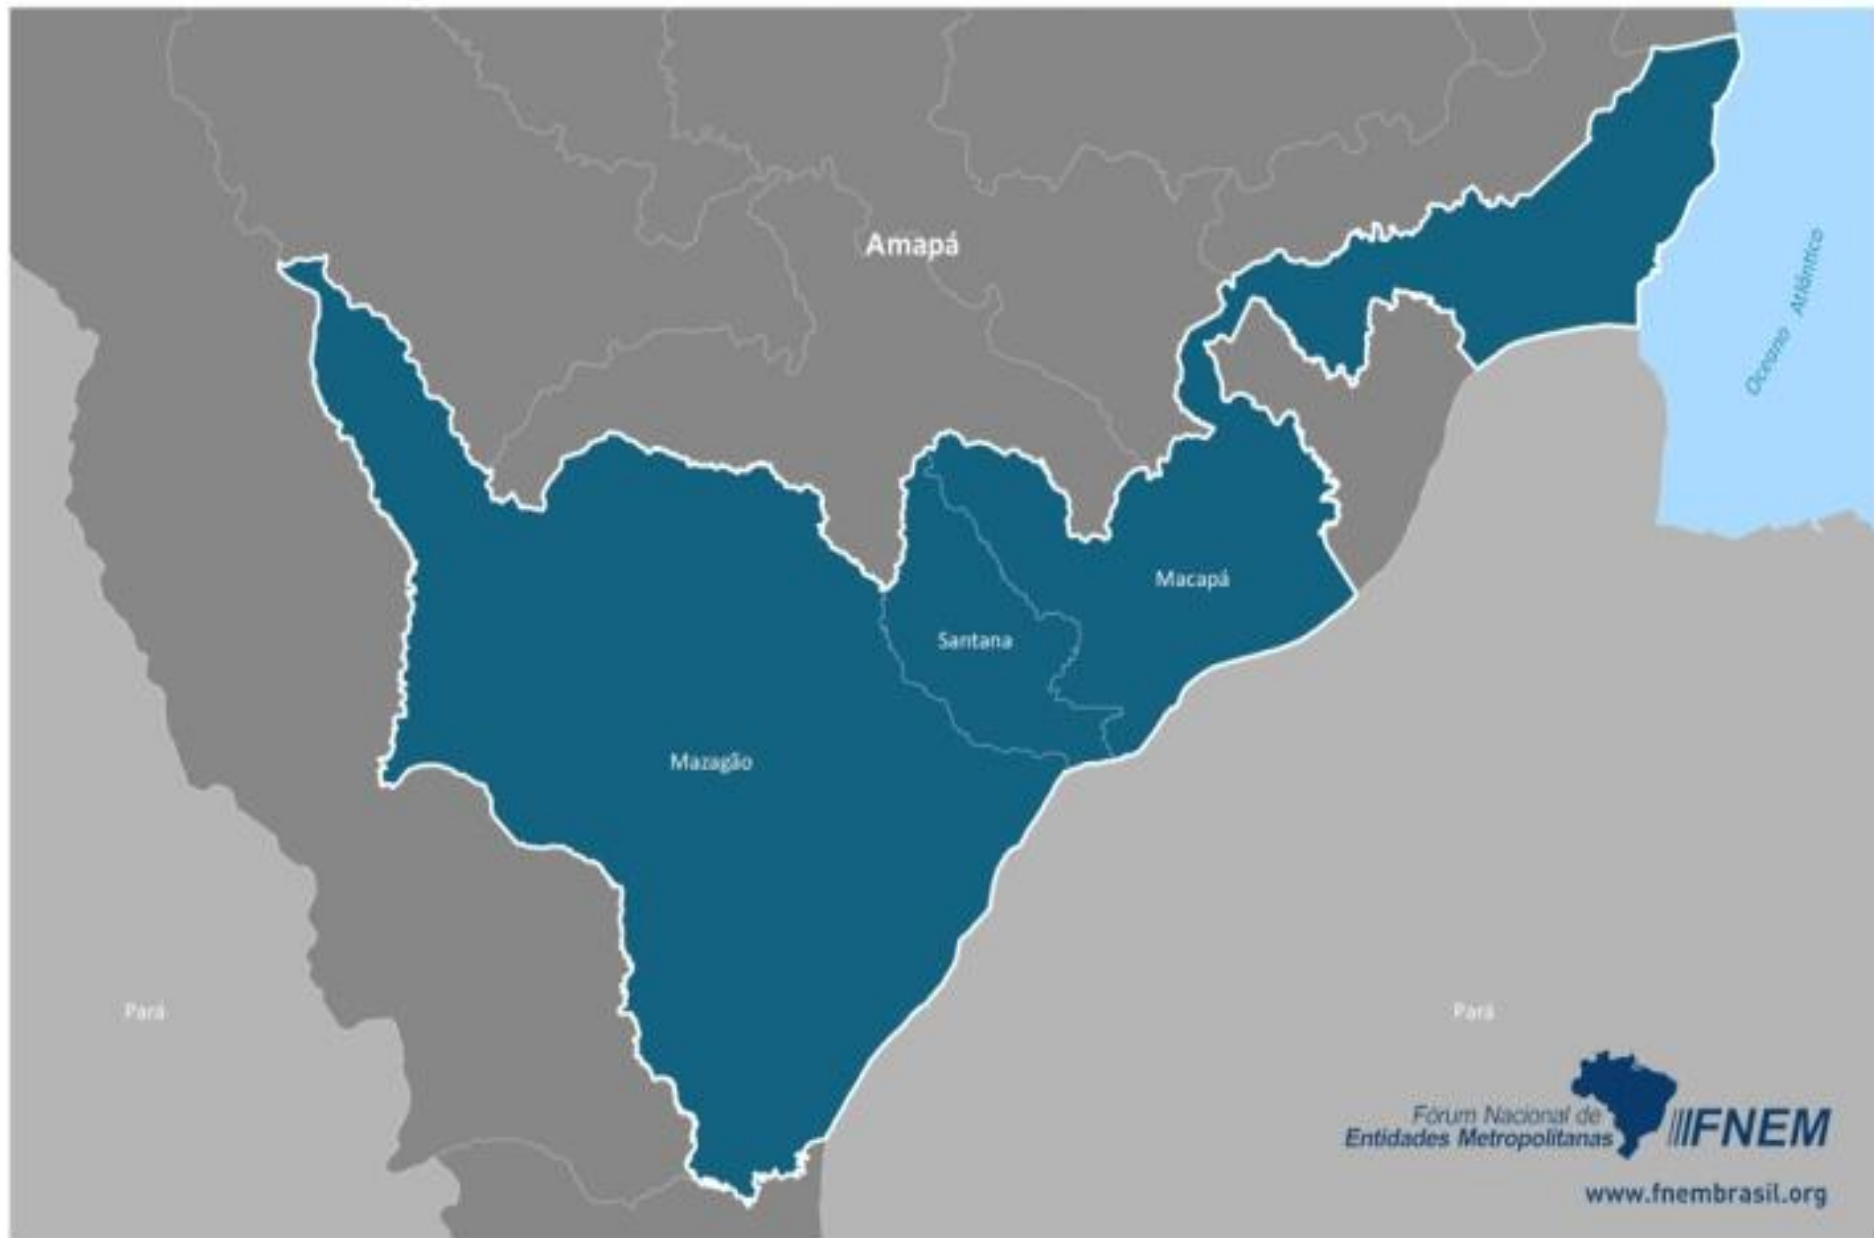 Amapá
Oceano Atlântico
Macapá
Santana
Mazagão
Pará
Pará
Fórum Nacional de
Entidades Metropolitanas
FNEM
www.fnembrasil.org